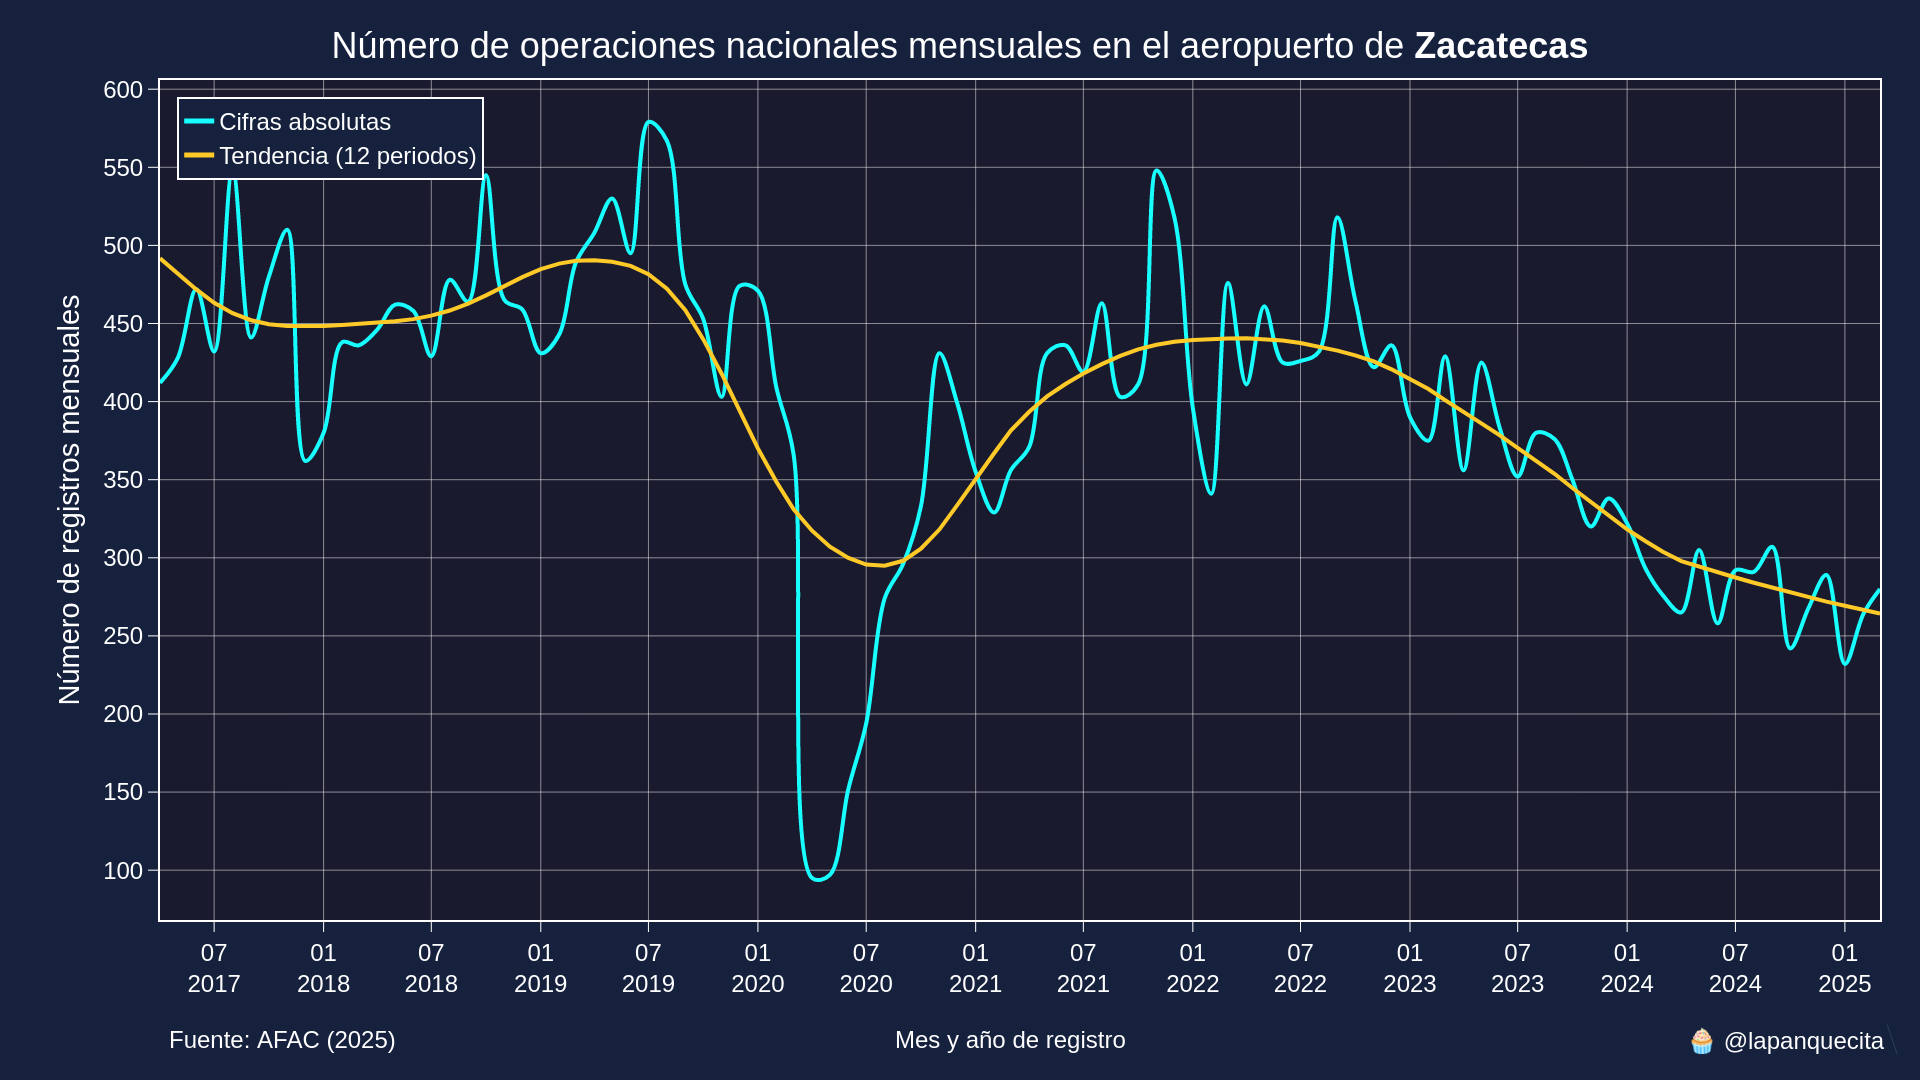 Número de operaciones nacionales mensuales en el aeropuerto de Zacatecas
Cifras absolutas
Tendencia (12 periodos)
Número de registros mensuales
600
550
500
450
400
350
300
250
200
150
100
07 01 07 01 07 01 07 01 07 01 07 01 07 01 07 01
2017 2018 2018 2019 2019 2020 2020 2021 2021 2022 2022 2023 2023 2024 2024 2025
Fuente: AFAC (2025) Mes y año de registro 🧁 @lapanquecita